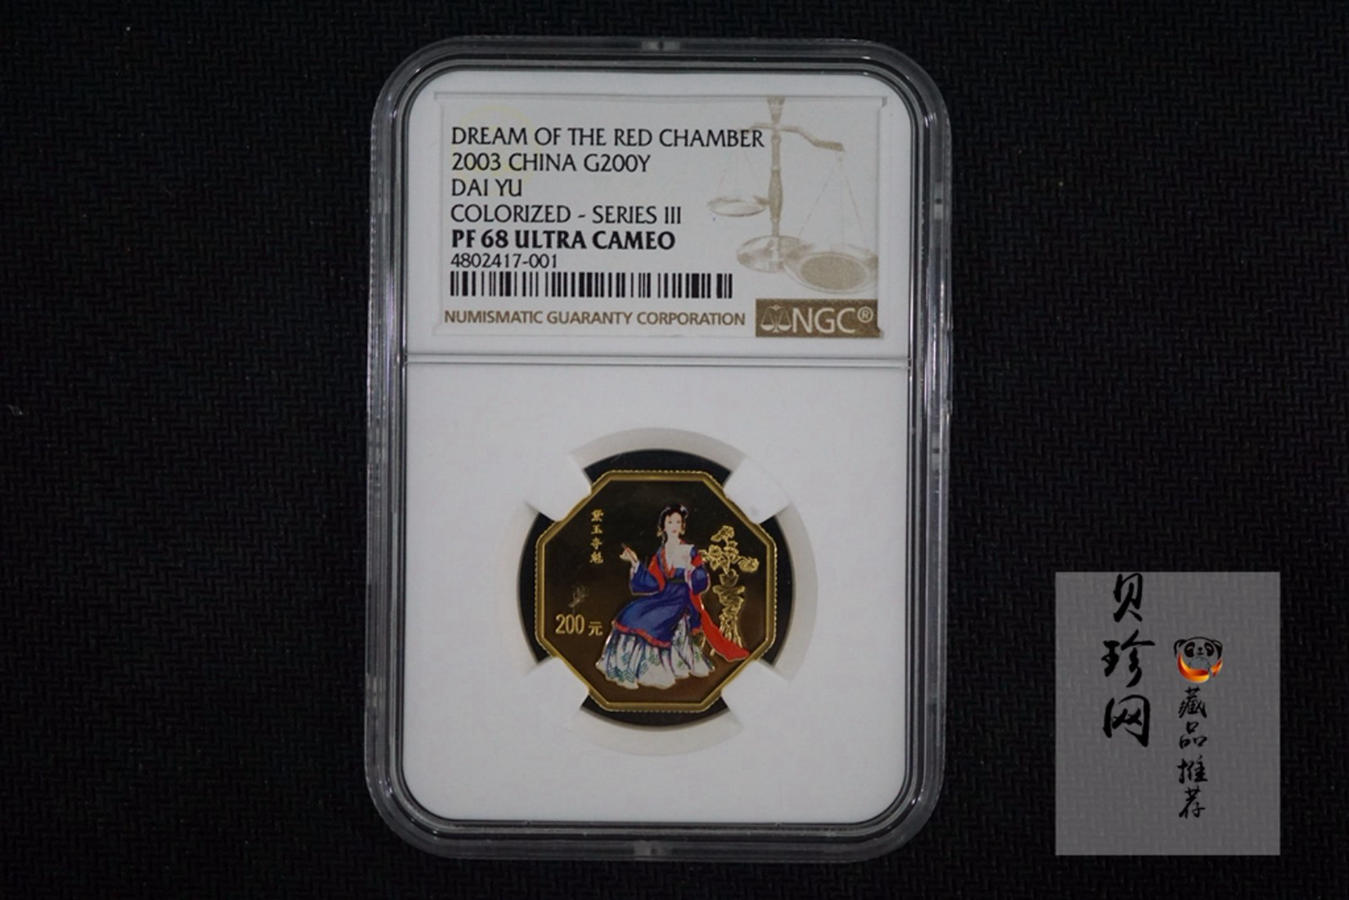 DREAM OF THE RED CHAMBER
2003 CHINA G200Y
DAI YU
COLORIZED - SERIES III
PF 68 ULTRA CAMEO
4802417-001
NUMISMATIC GUARANTY CORPORATION
NGC®
黛玉夺魁
200元
贝珍网
藏品推荐